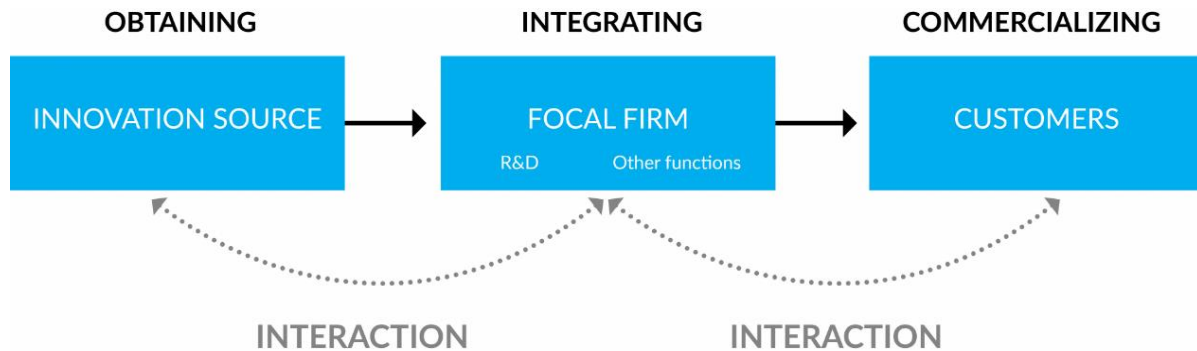 OBTAINING
INTEGRATING
COMMERCIALIZING
INNOVATION SOURCE
FOCAL FIRM
CUSTOMERS
R&D
Other functions
INTERACTION
INTERACTION